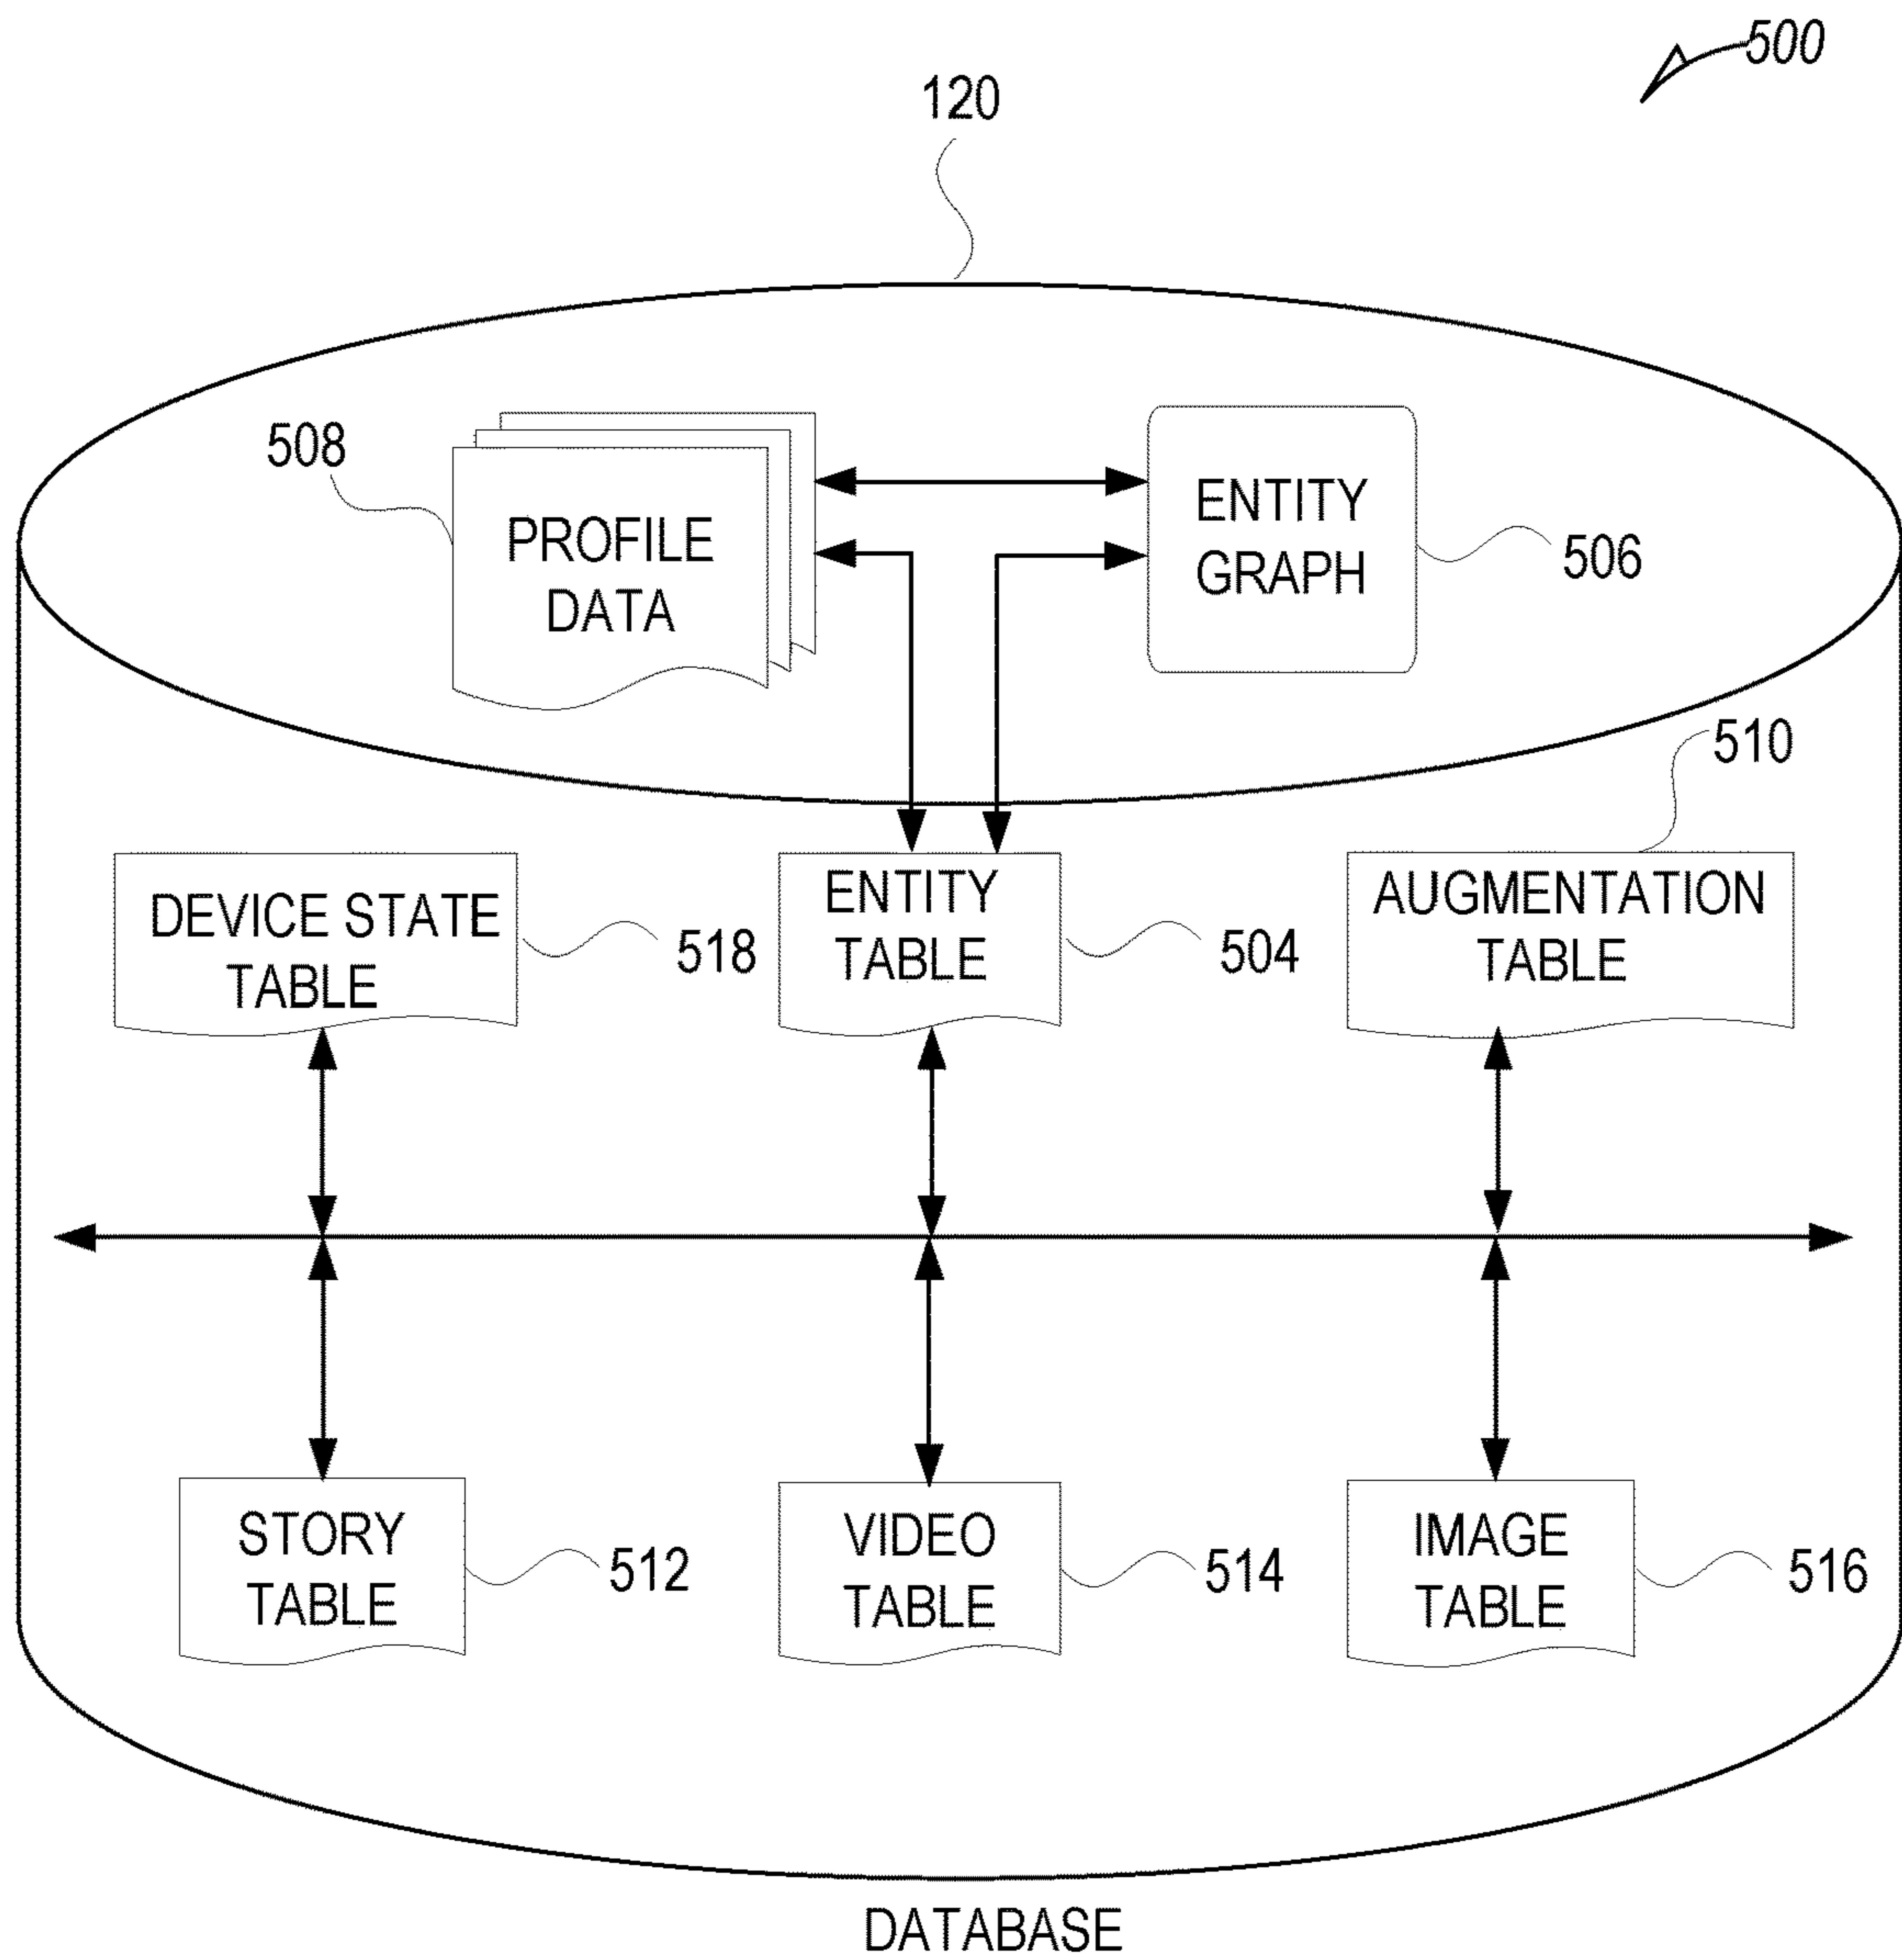 500
120
508
PROFILE
DATA
ENTITY
GRAPH
506
510
DEVICE STATE
TABLE
518
ENTITY
TABLE
504
AUGMENTATION
TABLE
STORY
TABLE
512
VIDEO
TABLE
514
IMAGE
TABLE
516
DATABASE